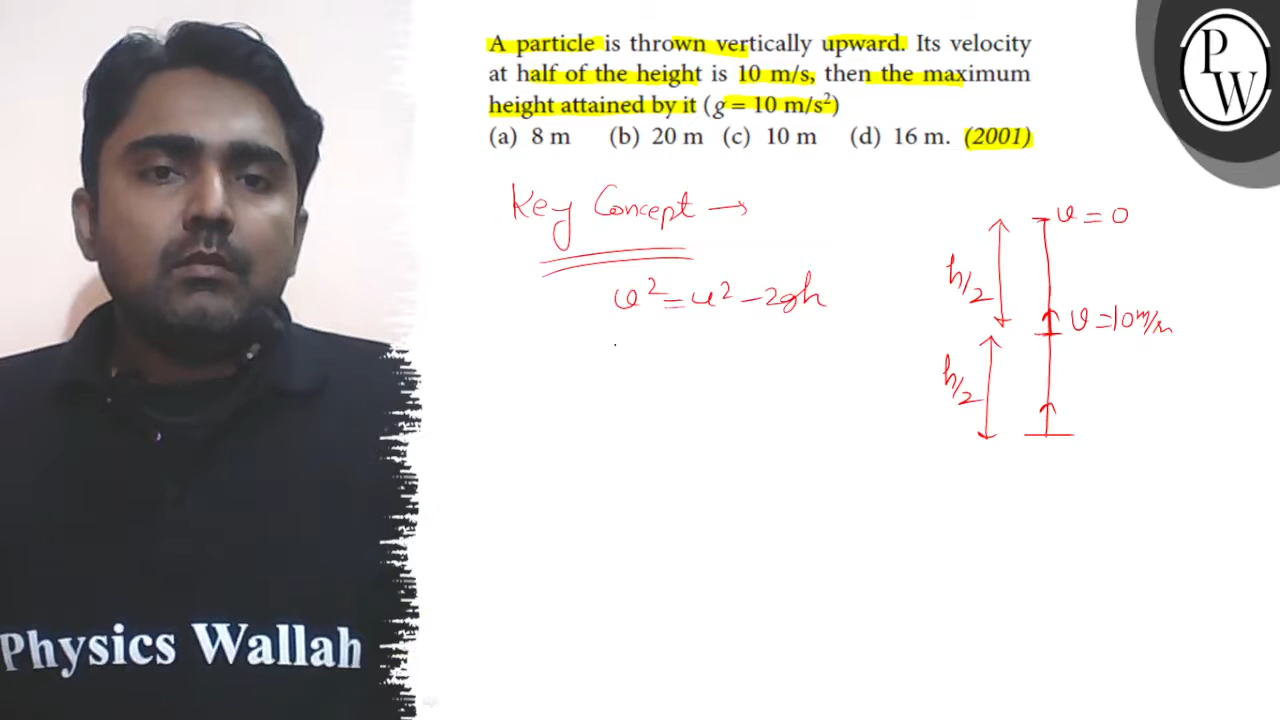 A particle is thrown vertically upward. Its velocity
at half of the height is 10 m/s, then the maximum
height attained by it (g = 10 m/s²)
(a) 8 m (b) 20 m (c) 10 m (d) 16 m. (2001)
Key Concept →
v² = u² - 2gh
v = 0
h/2
v = 10 m/s
h/2
PW
Physics Wallah